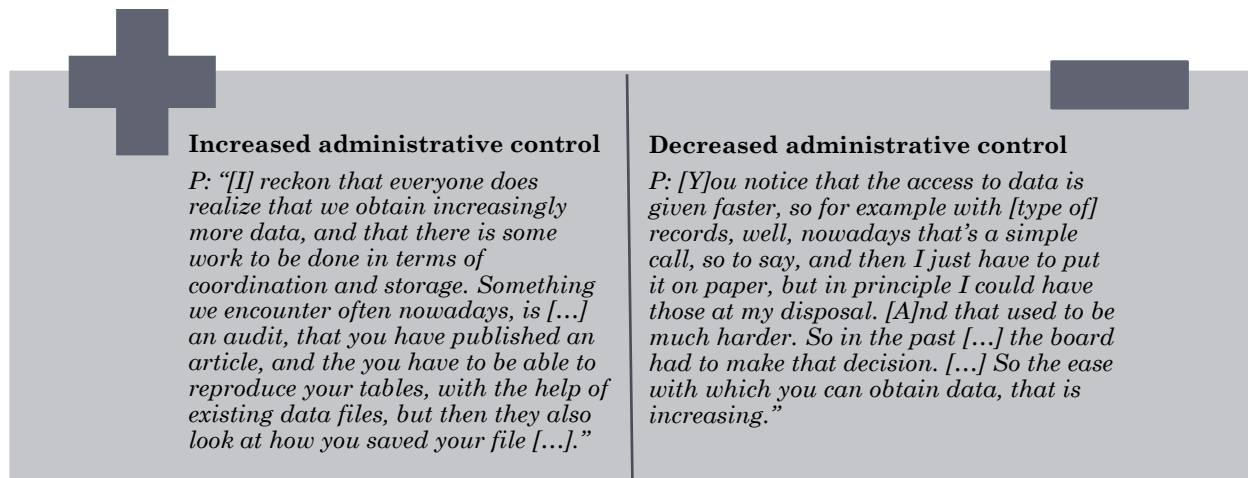 Increased administrative control
P: “[I] reckon that everyone does
realize that we obtain increasingly
more data, and that there is some
work to be done in terms of
coordination and storage. Something
we encounter often nowadays, is […]
an audit, that you have published an
article, and the you have to be able to
reproduce your tables, with the help of
existing data files, but then they also
look at how you saved your file […].”
Decreased administrative control
P: [Y]ou notice that the access to data is
given faster, so for example with [type of]
records, well, nowadays that’s a simple
call, so to say, and then I just have to put
it on paper, but in principle I could have
those at my disposal. [A]nd that used to be
much harder. So in the past […] the board
had to make that decision. […] So the ease
with which you can obtain data, that is
increasing.”